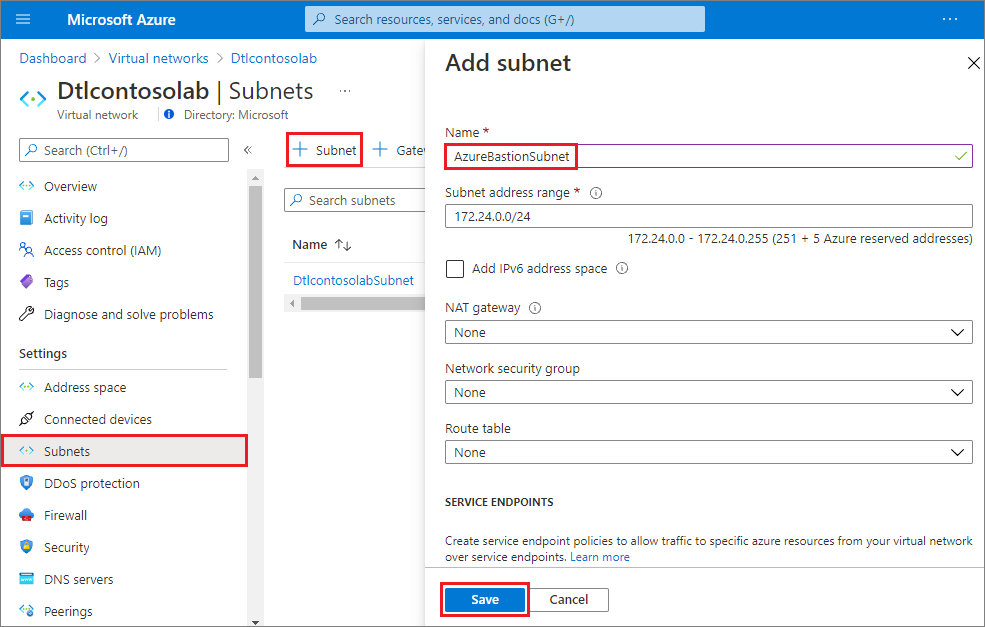 Microsoft Azure
Search resources, services, and docs (G+/)
...
Dashboard > Virtual networks > Dtlcontosolab
Dtlcontosolab | Subnets ...
Virtual network
Directory: Microsoft
Search (Ctrl+/)
«
Overview
Activity log
Access control (IAM)
Tags
Diagnose and solve problems
Settings
Address space
Connected devices
Subnets
DDoS protection
Firewall
Security
DNS servers
Peerings
+ Subnet
+ Gatew
Search subnets
Name ↑↓
DtlcontosolabSubnet
Add subnet
Name *
AzureBastionSubnet
Subnet address range *
172.24.0.0/24
172.24.0.0 - 172.24.0.255 (251 + 5 Azure reserved addresses)
Add IPv6 address space
NAT gateway
None
Network security group
None
Route table
None
SERVICE ENDPOINTS
Create service endpoint policies to allow traffic to specific azure resources from your virtual network
over service endpoints. Learn more
Save
Cancel